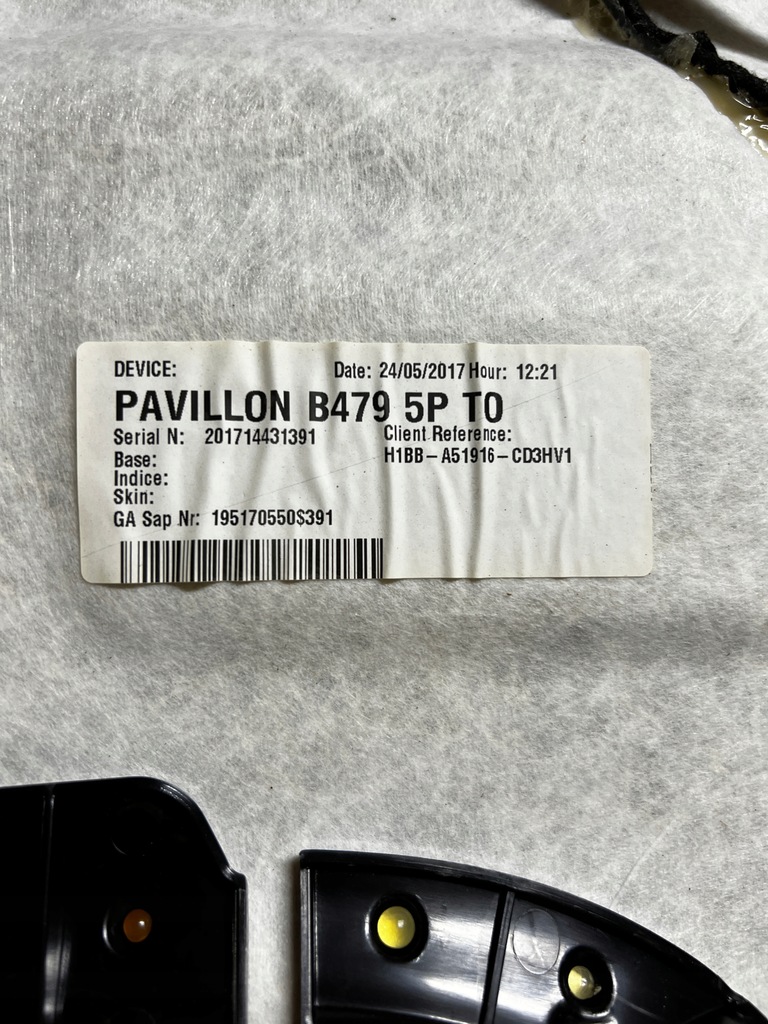 DEVICE: Date: 24/05/2017 Hour: 12:21
PAVILLON B479 5P TO
Serial N: 201714431391 Client Reference:
Base: H1BB-A51916-CD3HV1
Indice:
Skin:
GA Sap Nr: 195170550$391